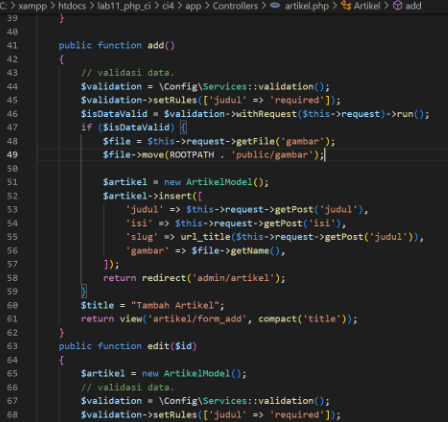 C: > xampp > htdocs > lab11_php_ci > ci4 > app > Controllers > artikel.php > Artikel > add
39 }
40
41 public function add()
42 {
43 // validasi data.
44 $validation = \Config\Services::validation();
45 $validation->setRules(['judul' => 'required']);
46 $isDataValid = $validation->withRequest($this->request)->run();
47 if ($isDataValid) {
48 $file = $this->request->getFile('gambar');
49 $file->move(ROOTPATH . 'public/gambar');
50
51 $artikel = new ArtikelModel();
52 $artikel->insert([
53 'judul' => $this->request->getPost('judul'),
54 'isi' => $this->request->getPost('isi'),
55 'slug' => url_title($this->request->getPost('judul')),
56 'gambar' => $file->getName(),
57 ]);
58 return redirect('admin/artikel');
59 }
60 $title = "Tambah Artikel";
61 return view('artikel/form_add', compact('title'));
62 }
63 public function edit($id)
64 {
65 $artikel = new ArtikelModel();
66 // validasi data.
67 $validation = \Config\Services::validation();
68 $validation->setRules(['judul' => 'required']);